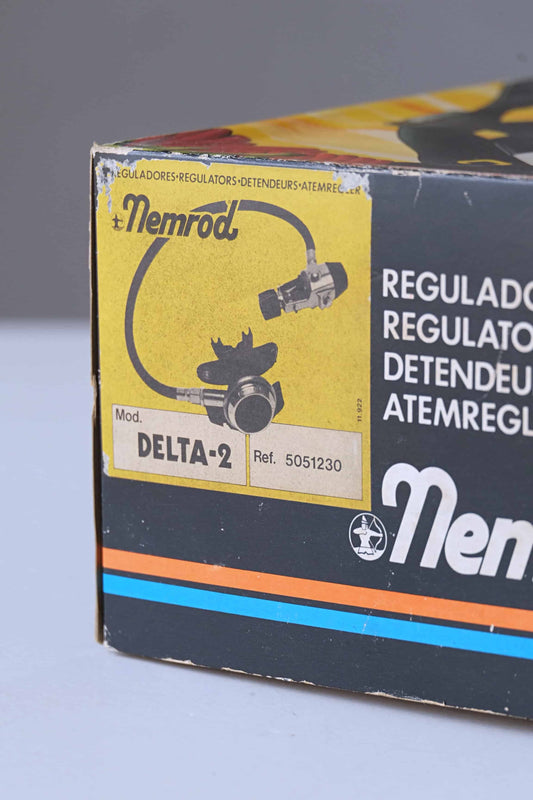 REGULADORES·REGULATORS·DETENDEURS·ATEMREGLER
Nemrod
11.922
Mod.
DELTA-2
Ref. 5051230
REGULADO
REGULATO
DETENDEU
ATEMREGL
Nem